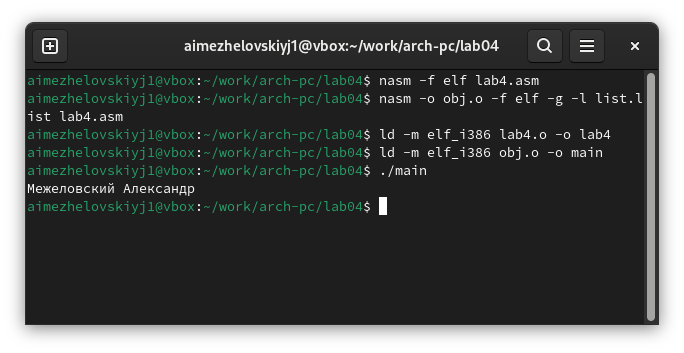 aimezhelovskiyj1@vbox:~/work/arch-pc/lab04
aimezhelovskiyj1@vbox:~/work/arch-pc/lab04$ nasm -f elf lab4.asm
aimezhelovskiyj1@vbox:~/work/arch-pc/lab04$ nasm -o obj.o -f elf -g -l list.l
ist lab4.asm
aimezhelovskiyj1@vbox:~/work/arch-pc/lab04$ ld -m elf_i386 lab4.o -o lab4
aimezhelovskiyj1@vbox:~/work/arch-pc/lab04$ ld -m elf_i386 obj.o -o main
aimezhelovskiyj1@vbox:~/work/arch-pc/lab04$ ./main
Межеловский Александр
aimezhelovskiyj1@vbox:~/work/arch-pc/lab04$